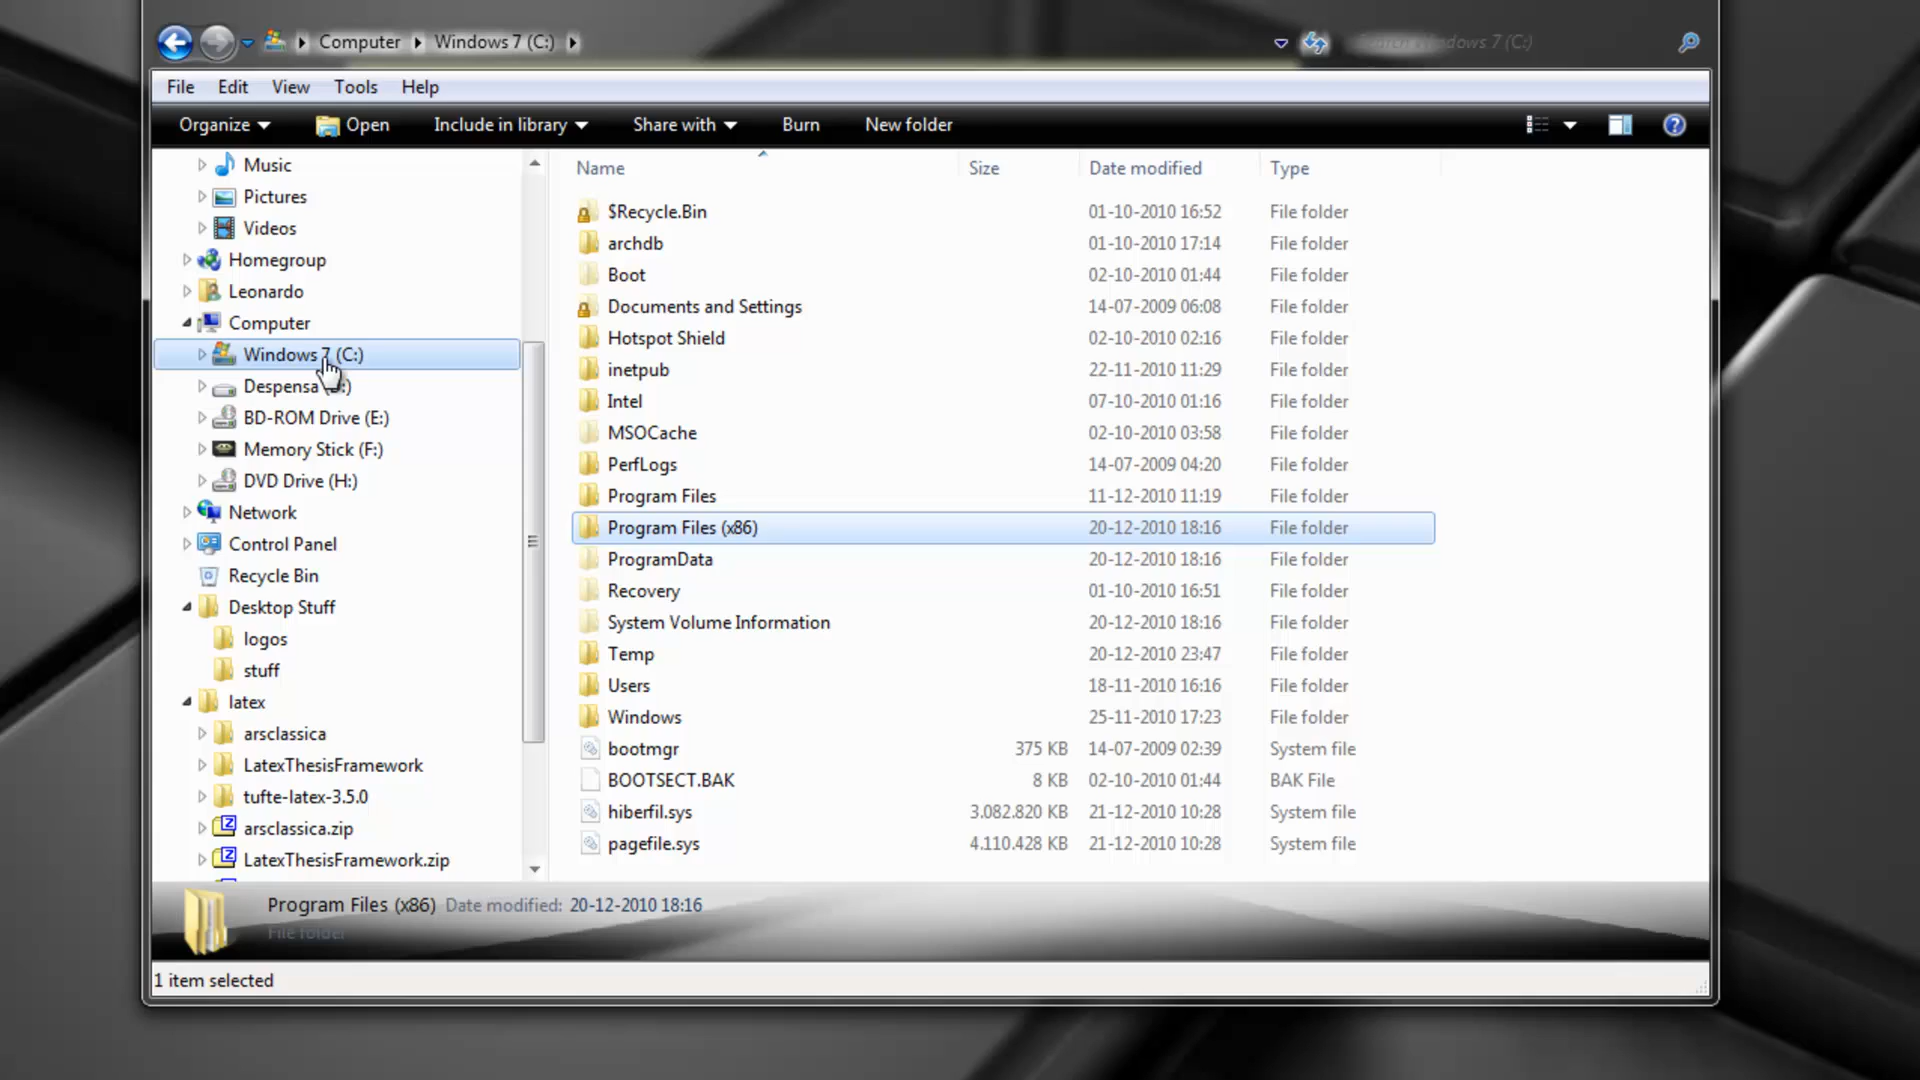 Computer Windows 7 (C:) Search Windows 7 (C:)
File Edit View Tools Help
Organize Open Include in library Share with Burn New folder
Music
Pictures
Videos
Homegroup
Leonardo
Computer
Windows 7 (C:)
Despensa
BD-ROM Drive (E:)
Memory Stick (F:)
DVD Drive (H:)
Network
Control Panel
Recycle Bin
Desktop Stuff
logos
stuff
latex
arsclassica
LatexThesisFramework
tufte-latex-3.5.0
arsclassica.zip
LatexThesisFramework.zip
Name Size Date modified Type
$Recycle.Bin 01-10-2010 16:52 File folder
archdb 01-10-2010 17:14 File folder
Boot 02-10-2010 01:44 File folder
Documents and Settings 14-07-2009 06:08 File folder
Hotspot Shield 02-10-2010 02:16 File folder
inetpub 22-11-2010 11:29 File folder
Intel 07-10-2010 01:16 File folder
MSOCache 02-10-2010 03:58 File folder
PerfLogs 14-07-2009 04:20 File folder
Program Files 11-12-2010 11:19 File folder
Program Files (x86) 20-12-2010 18:16 File folder
ProgramData 20-12-2010 18:16 File folder
Recovery 01-10-2010 16:51 File folder
System Volume Information 20-12-2010 18:16 File folder
Temp 20-12-2010 23:47 File folder
Users 18-11-2010 16:16 File folder
Windows 25-11-2010 17:23 File folder
bootmgr 375 KB 14-07-2009 02:39 System file
BOOTSECT.BAK 8 KB 02-10-2010 01:44 BAK File
hiberfil.sys 3.082.820 KB 21-12-2010 10:28 System file
pagefile.sys 4.110.428 KB 21-12-2010 10:28 System file
Program Files (x86) Date modified: 20-12-2010 18:16
File folder
1 item selected